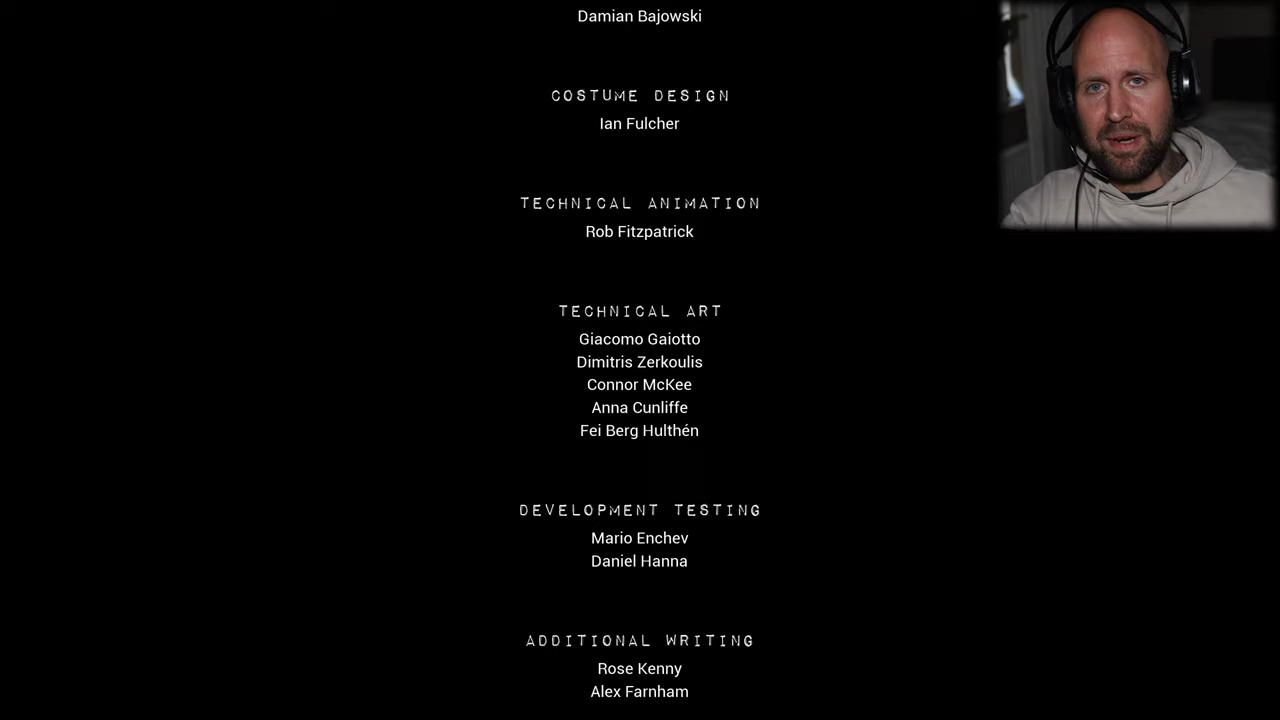 Damian Bajowski
COSTUME DESIGN
Ian Fulcher
TECHNICAL ANIMATION
Rob Fitzpatrick
TECHNICAL ART
Giacomo Gaiotto
Dimitris Zerkoulis
Connor McKee
Anna Cunliffe
Fei Berg Hulthén
DEVELOPMENT TESTING
Mario Enchev
Daniel Hanna
ADDITIONAL WRITING
Rose Kenny
Alex Farnham